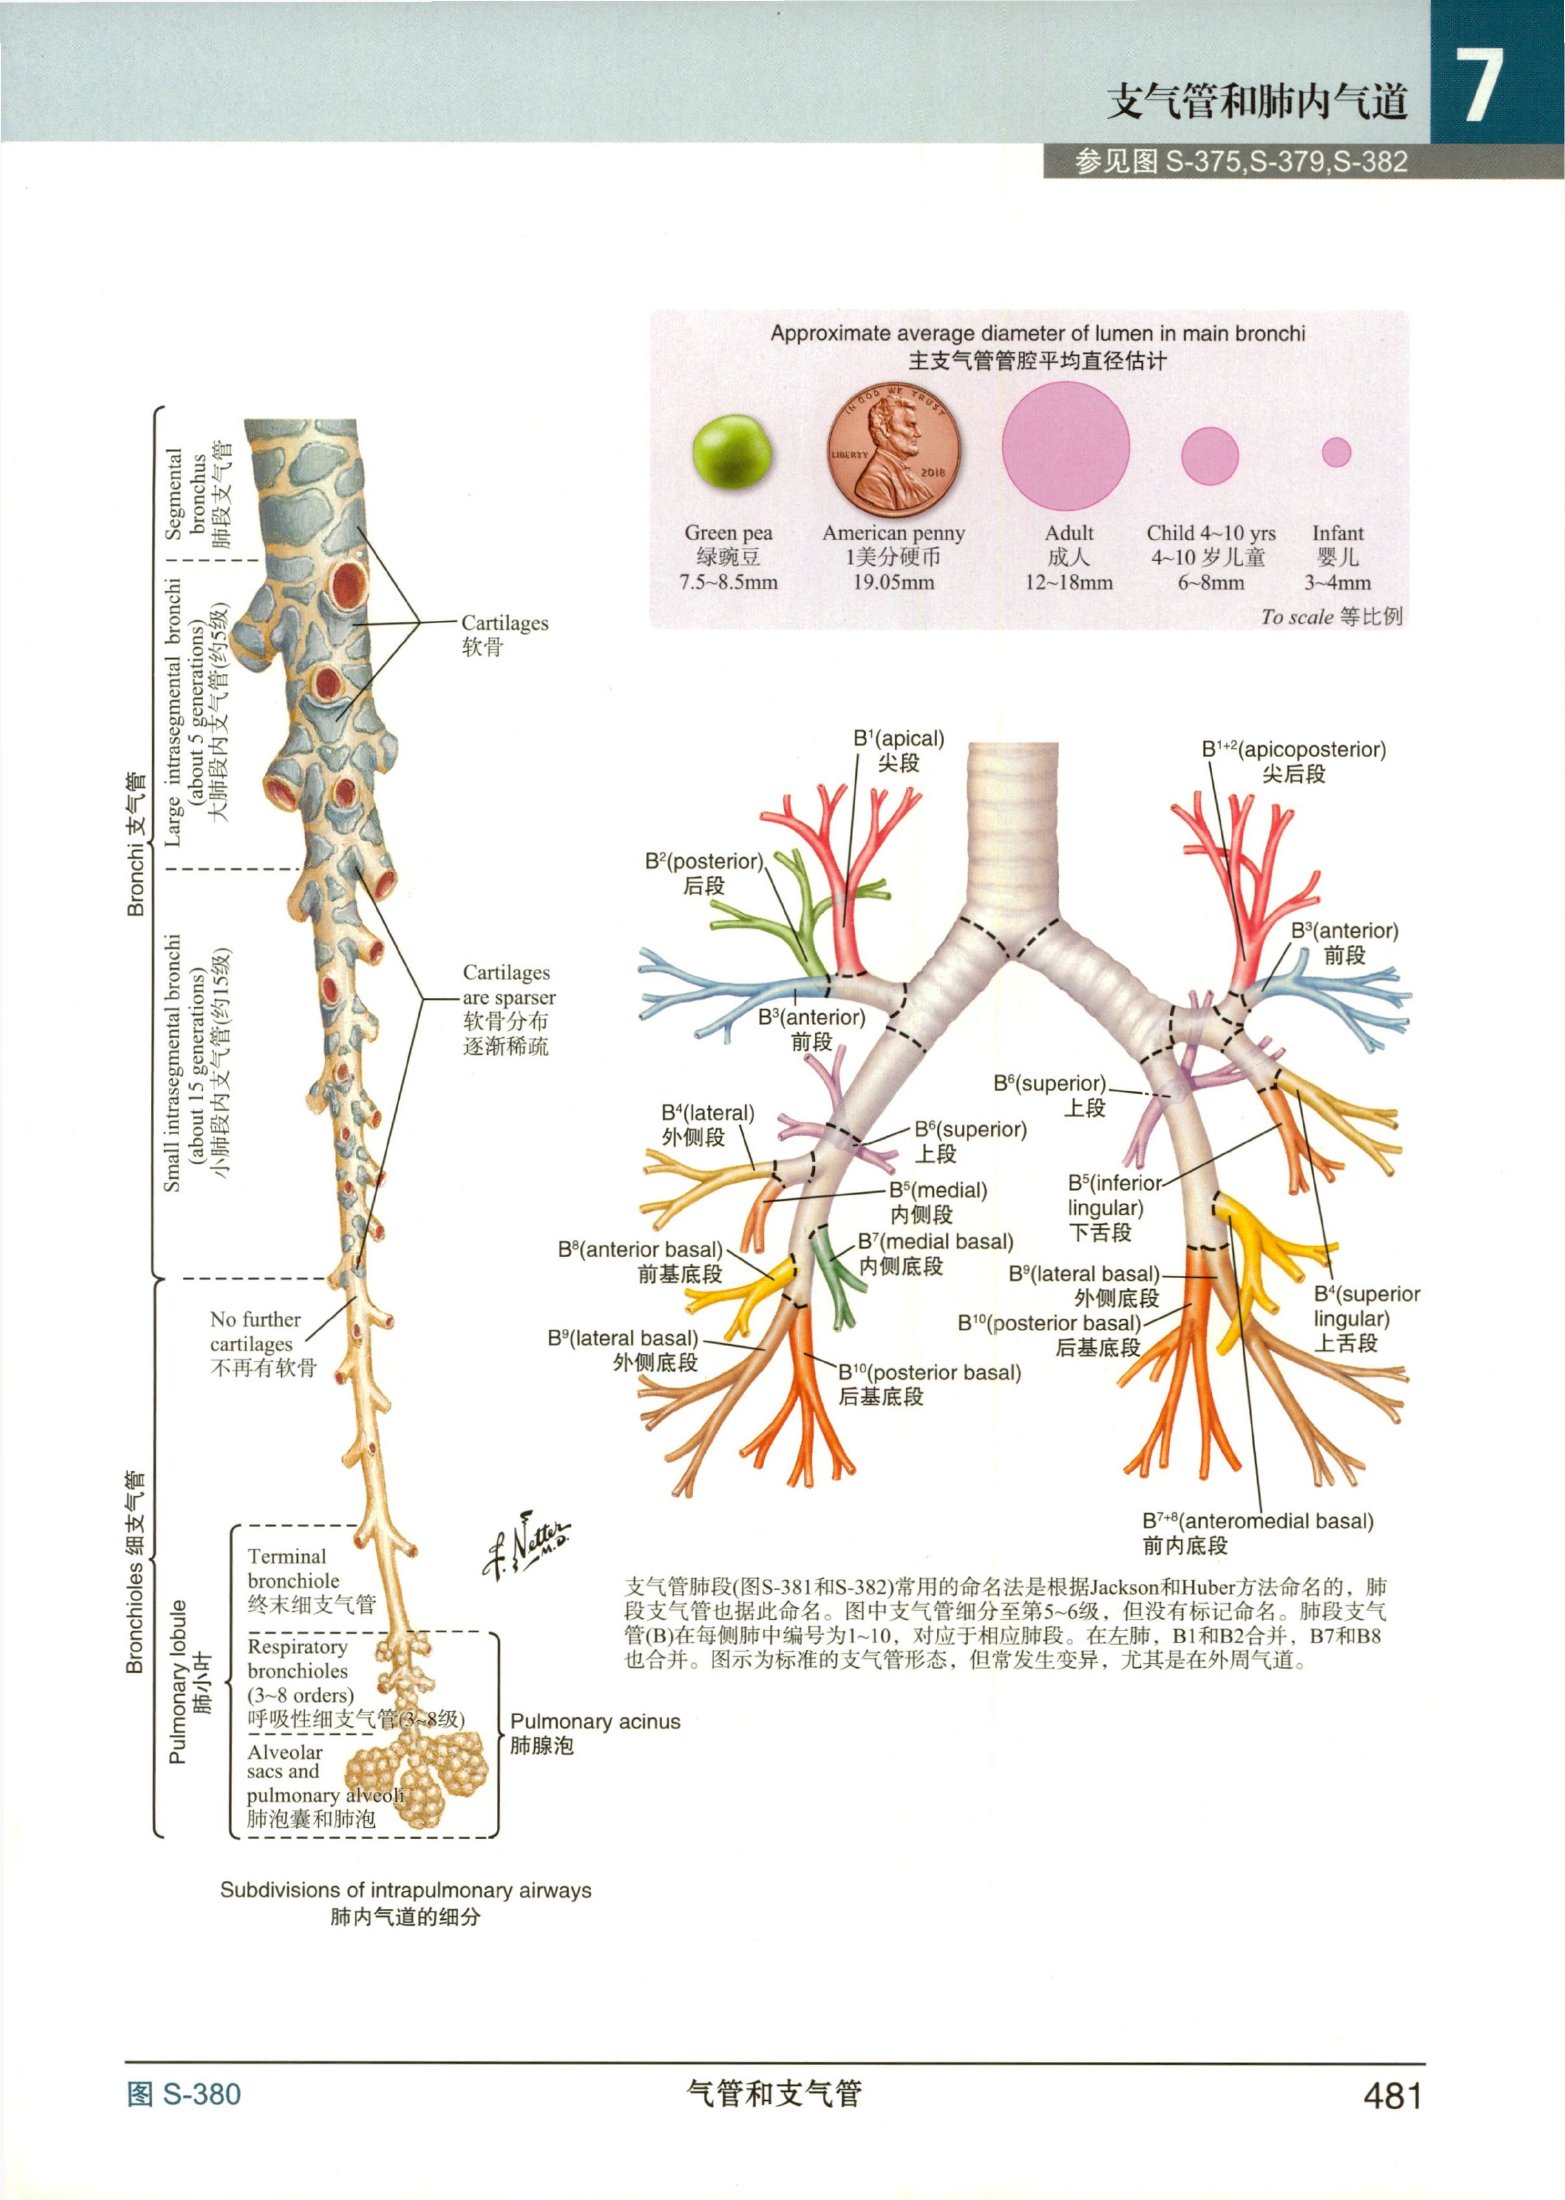 支气管和肺内气道
7
参见图 S-375,S-379,S-382
Approximate average diameter of lumen in main bronchi
主支气管管腔平均直径估计
IN GOD WE TRUST
LIBERTY
2018
Green pea
绿豌豆
7.5~8.5mm
American penny
1美分硬币
19.05mm
Adult
成人
12~18mm
Child 4~10 yrs
4~10 岁儿童
6~8mm
Infant
婴儿
3~4mm
To scale 等比例
Bronchi 支气管
Segmental
bronchus
肺段支气管
Large intrasegmental bronchi
(about 5 generations)
大肺段内支气管(约5级)
Small intrasegmental bronchi
(about 15 generations)
小肺段内支气管(约15级)
Cartilages
软骨
Cartilages
are sparser
软骨分布
逐渐稀疏
No further
cartilages
不再有软骨
Bronchioles 细支气管
Pulmonary lobule
肺小叶
Terminal
bronchiole
终末细支气管
Respiratory
bronchioles
(3~8 orders)
呼吸性细支气管(3~8级)
Alveolar
sacs and
pulmonary alveoli
肺泡囊和肺泡
Pulmonary acinus
肺腺泡
Subdivisions of intrapulmonary airways
肺内气道的细分
B¹(apical)
尖段
B²(posterior)
后段
B³(anterior)
前段
B⁴(lateral)
外侧段
B⁶(superior)
上段
B⁵(medial)
内侧段
B⁷(medial basal)
内侧底段
B⁸(anterior basal)
前基底段
B⁹(lateral basal)
外侧底段
B¹⁰(posterior basal)
后基底段
B¹⁺²(apicoposterior)
尖后段
B³(anterior)
前段
B⁶(superior)
上段
B⁵(inferior
lingular)
下舌段
B⁹(lateral basal)
外侧底段
B¹⁰(posterior basal)
后基底段
B⁴(superior
lingular)
上舌段
B⁷⁺⁸(anteromedial basal)
前内底段
F. Netter
M.D.
支气管肺段(图S-381和S-382)常用的命名法是根据Jackson和Huber方法命名的，肺
段支气管也据此命名。图中支气管细分至第5~6级，但没有标记命名。肺段支气
管(B)在每侧肺中编号为1~10，对应于相应肺段。在左肺，B1和B2合并，B7和B8
也合并。图示为标准的支气管形态，但常发生变异，尤其是在外周气道。
图 S-380
气管和支气管
481